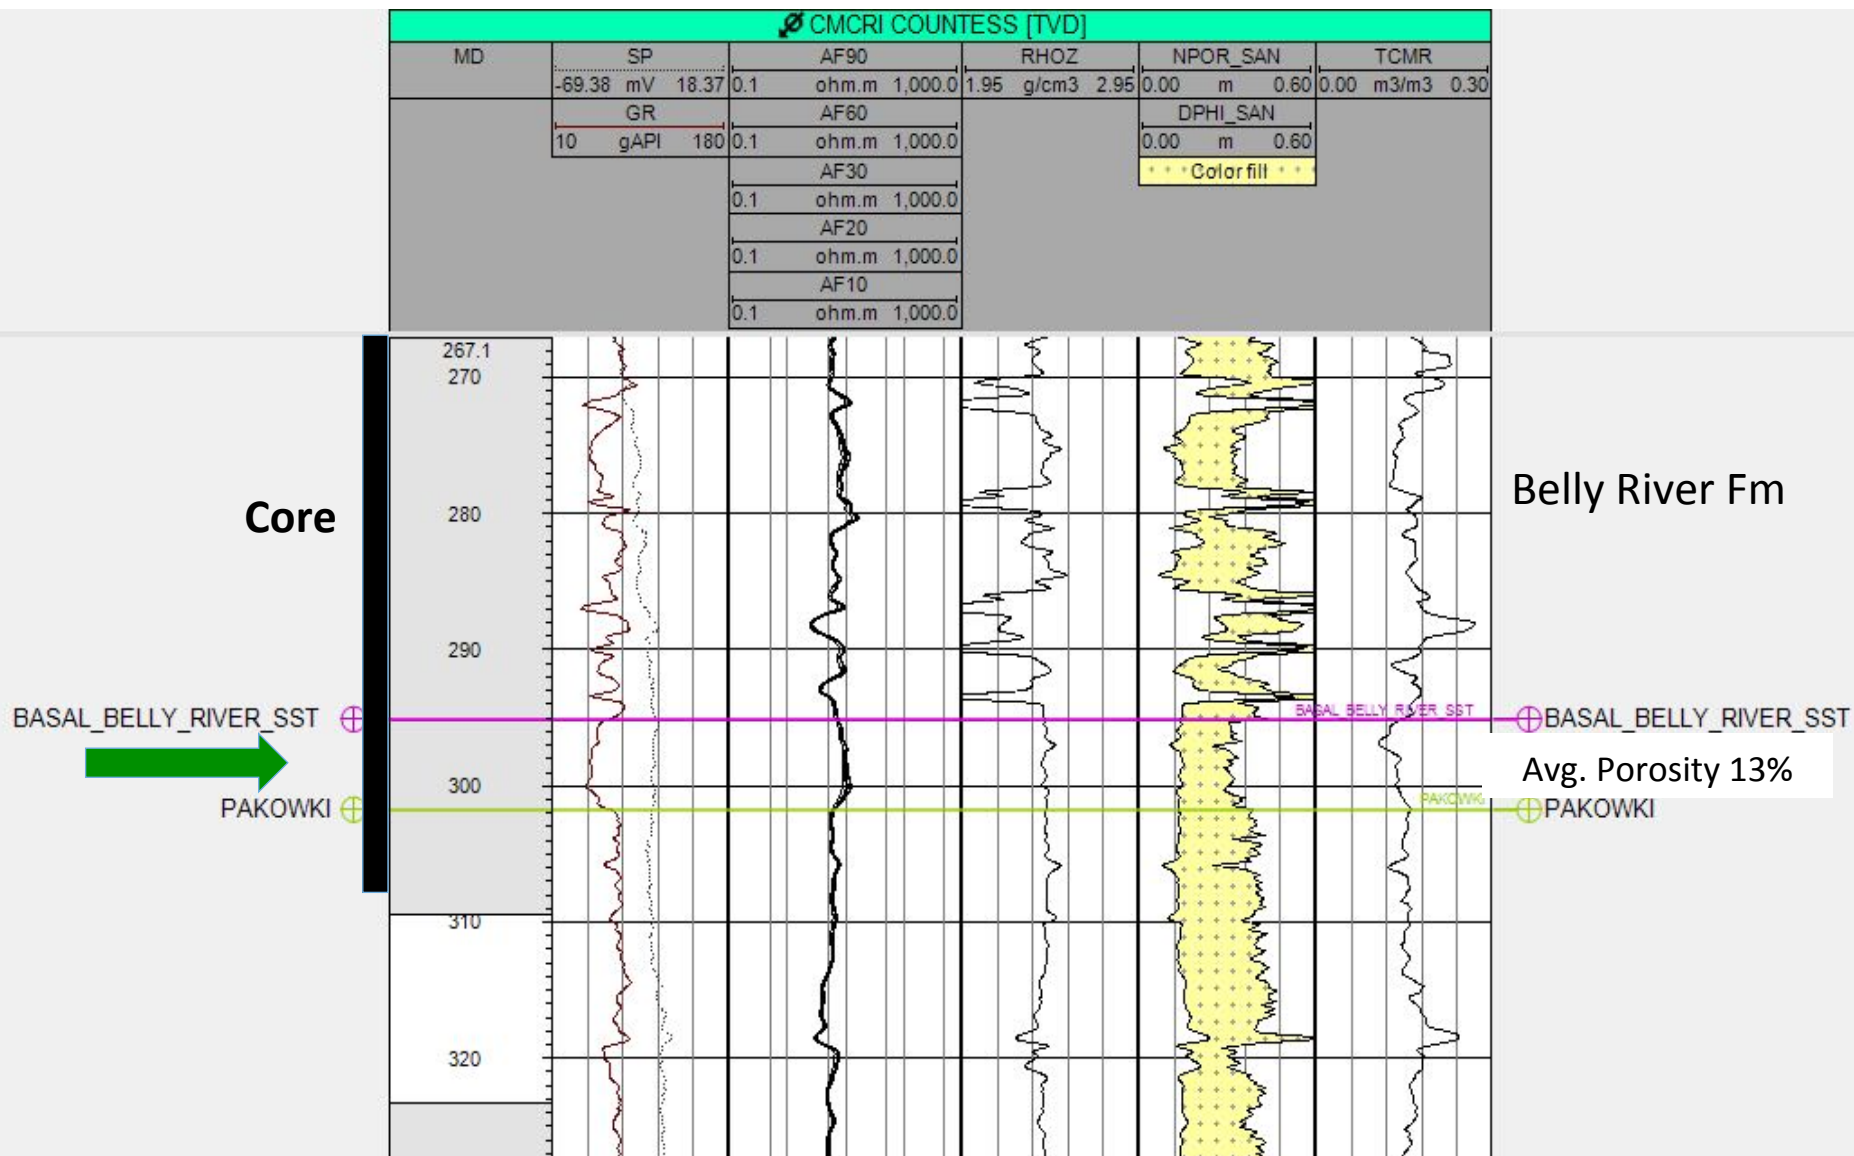 CMCRI COUNTESS [TVD]
MD SP AF90 RHOZ NPOR_SAN TCMR
-69.38 mV 18.37 0.1 ohm.m 1,000.0 1.95 g/cm3 2.95 0.00 m 0.60 0.00 m3/m3 0.30
GR AF60 DPHI_SAN
10 gAPI 180 0.1 ohm.m 1,000.0 0.00 m 0.60
AF30 Color fill
0.1 ohm.m 1,000.0
AF20
0.1 ohm.m 1,000.0
AF10
0.1 ohm.m 1,000.0
267.1
270
Core
280
Belly River Fm
290
BASAL_BELLY_RIVER_SST
BASAL_BELLY_RIVER_SST
BASAL_BELLY_RIVER_SST
Avg. Porosity 13%
300
PAKOWKI
PAKOWKI
PAKOWKI
310
320